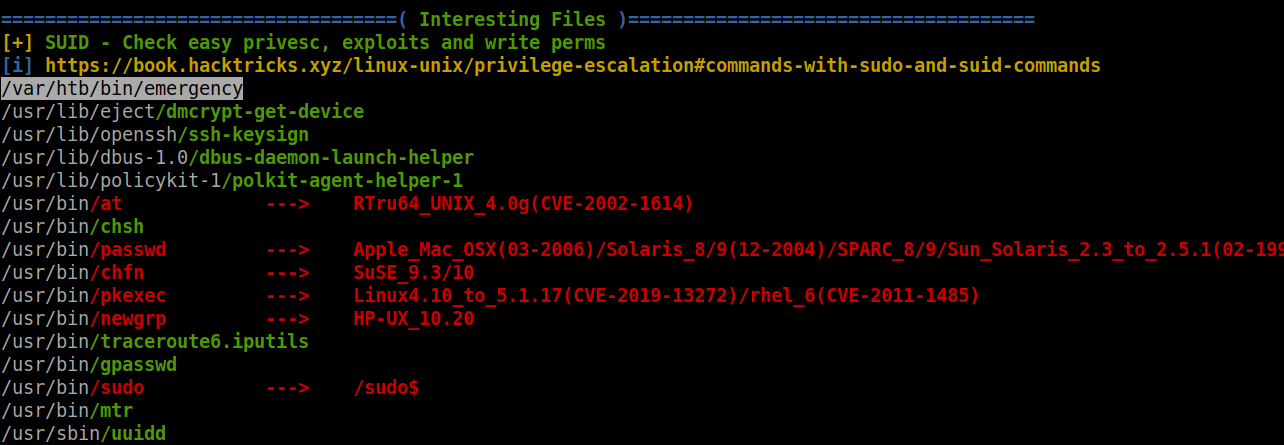 ====================================( Interesting Files )=====================================
[+] SUID - Check easy privesc, exploits and write perms
[i] https://book.hacktricks.xyz/linux-unix/privilege-escalation#commands-with-sudo-and-suid-commands
/var/htb/bin/emergency
/usr/lib/eject/dmcrypt-get-device
/usr/lib/openssh/ssh-keysign
/usr/lib/dbus-1.0/dbus-daemon-launch-helper
/usr/lib/policykit-1/polkit-agent-helper-1
/usr/bin/at             --->    RTru64_UNIX_4.0g(CVE-2002-1614)
/usr/bin/chsh
/usr/bin/passwd         --->    Apple_Mac_OSX(03-2006)/Solaris_8/9(12-2004)/SPARC_8/9/Sun_Solaris_2.3_to_2.5.1(02-199
/usr/bin/chfn           --->    SuSE_9.3/10
/usr/bin/pkexec         --->    Linux4.10_to_5.1.17(CVE-2019-13272)/rhel_6(CVE-2011-1485)
/usr/bin/newgrp         --->    HP-UX_10.20
/usr/bin/traceroute6.iputils
/usr/bin/gpasswd
/usr/bin/sudo           --->    /sudo$
/usr/bin/mtr
/usr/sbin/uuidd